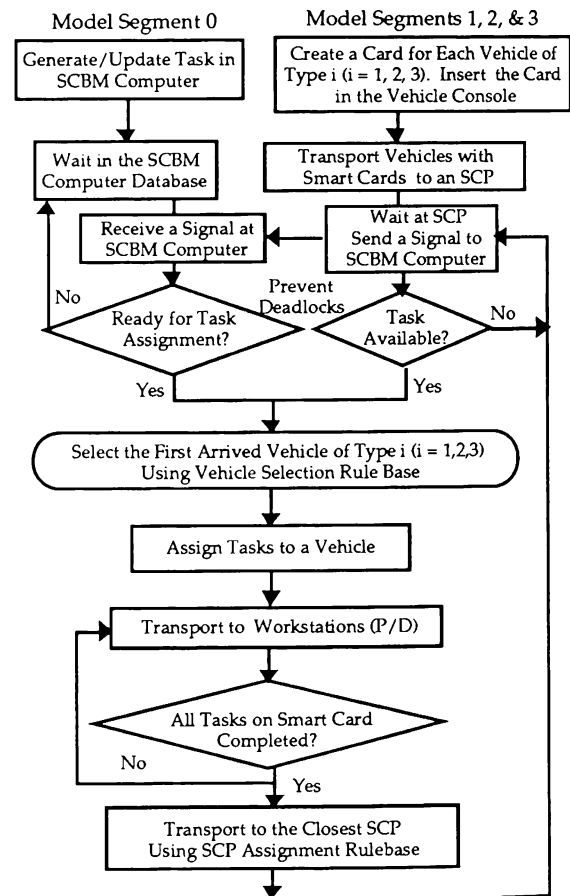 Model Segment 0
Model Segments 1, 2, & 3
Generate/Update Task in
SCBM Computer
Create a Card for Each Vehicle of
Type i (i = 1, 2, 3). Insert the Card
in the Vehicle Console
Wait in the SCBM
Computer Database
Transport Vehicles with
Smart Cards to an SCP
Receive a Signal at
SCBM Computer
Wait at SCP
Send a Signal to
SCBM Computer
No
Ready for Task
Assignment?
Prevent
Deadlocks
Task
Available?
No
Yes
Yes
Select the First Arrived Vehicle of Type i (i = 1,2,3)
Using Vehicle Selection Rule Base
Assign Tasks to a Vehicle
Transport to Workstations (P/D)
All Tasks on Smart Card
Completed?
No
Yes
Transport to the Closest SCP
Using SCP Assignment Rulebase